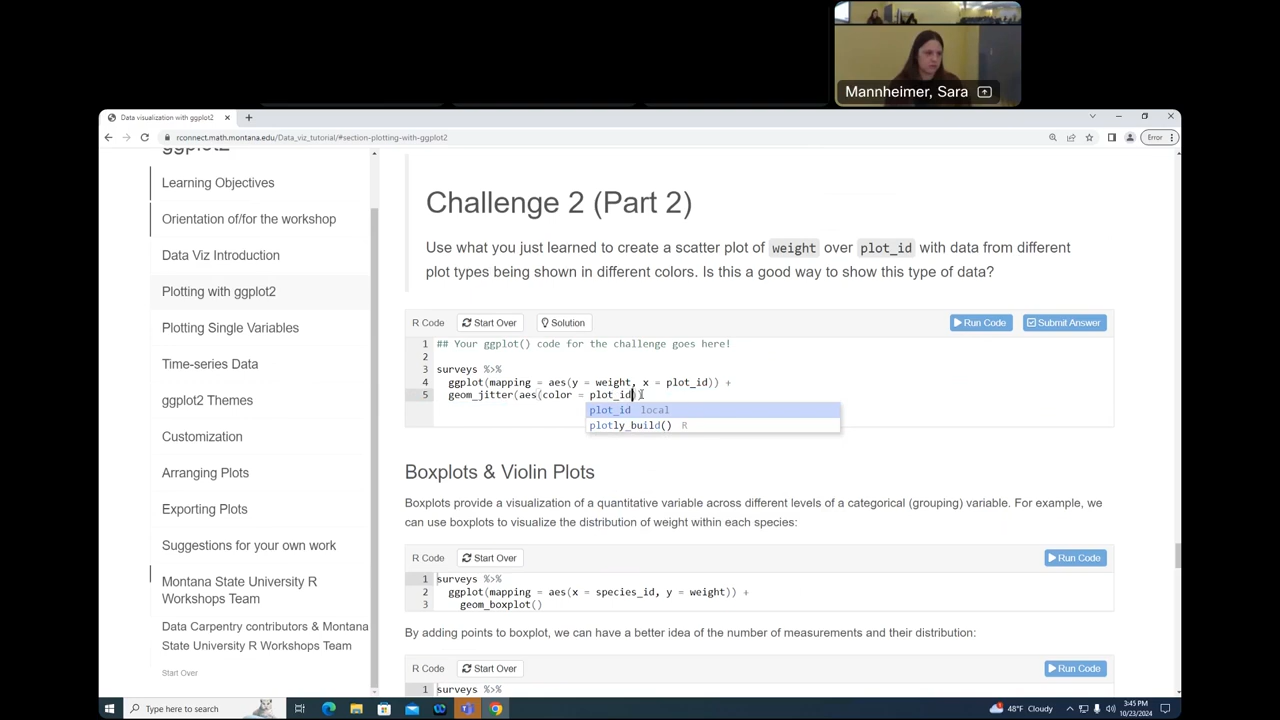 Mannheimer, Sara
Data visualization with ggplot2
rconnect.math.montana.edu/Data_viz_tutorial/#section-plotting-with-ggplot2
Error
ggplot2
Learning Objectives
Orientation of/for the workshop
Data Viz Introduction
Plotting with ggplot2
Plotting Single Variables
Time-series Data
ggplot2 Themes
Customization
Arranging Plots
Exporting Plots
Suggestions for your own work
Montana State University R
Workshops Team
Data Carpentry contributors & Montana
State University R Workshops Team
Start Over
Challenge 2 (Part 2)
Use what you just learned to create a scatter plot of weight over plot_id with data from different
plot types being shown in different colors. Is this a good way to show this type of data?
R Code Start Over Solution Run Code Submit Answer
1 ## Your ggplot() code for the challenge goes here!
2
3 surveys %>%
4 ggplot(mapping = aes(y = weight, x = plot_id)) +
5 geom_jitter(aes(color = plot_id))
plot_id local
plotly_build() R
Boxplots & Violin Plots
Boxplots provide a visualization of a quantitative variable across different levels of a categorical (grouping) variable. For example, we
can use boxplots to visualize the distribution of weight within each species:
R Code Start Over Run Code
1 surveys %>%
2 ggplot(mapping = aes(x = species_id, y = weight)) +
3 geom_boxplot()
By adding points to boxplot, we can have a better idea of the number of measurements and their distribution:
R Code Start Over Run Code
1 surveys %>%
Type here to search
48°F Cloudy
3:45 PM
10/23/2024